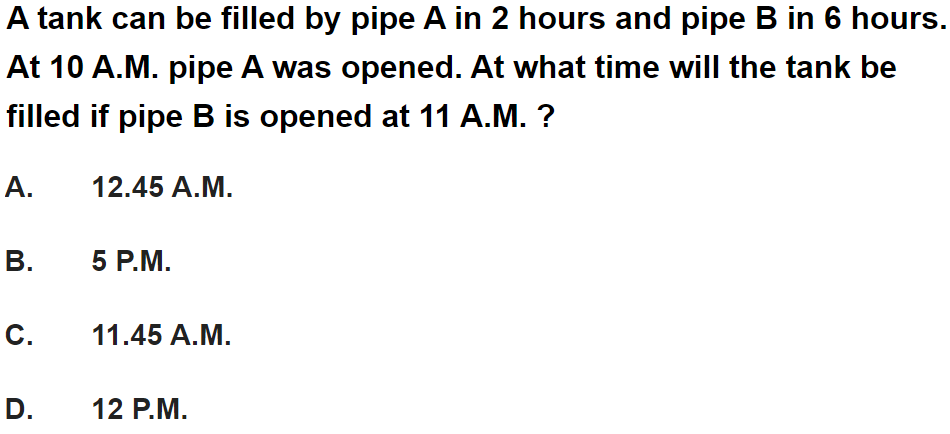 A tank can be filled by pipe A in 2 hours and pipe B in 6 hours.
At 10 A.M. pipe A was opened. At what time will the tank be
filled if pipe B is opened at 11 A.M. ?
A. 12.45 A.M.
B. 5 P.M.
C. 11.45 A.M.
D. 12 P.M.